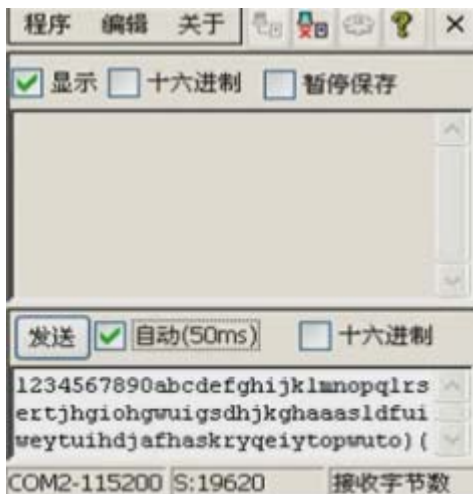 程序 编辑 关于
显示 十六进制 暂停保存
发送 自动(50ms) 十六进制
1234567890abcdefghijklmnopqlrs
ertjhgiohgwuigsdhjkghaaasldfui
weytuihdjafhaskryqeiytopwuto)(
COM2-115200 S:19620 接收字节数